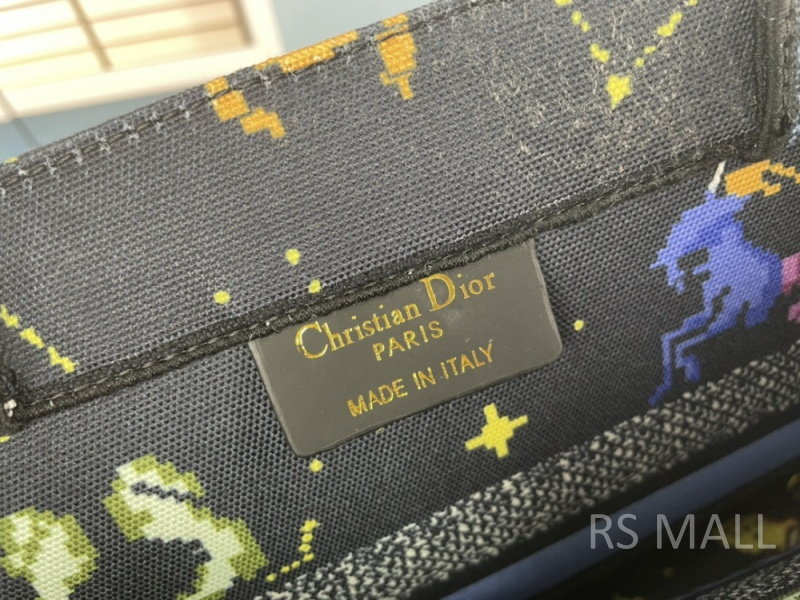 Christian Dior
PARIS
MADE IN ITALY
RS MALL